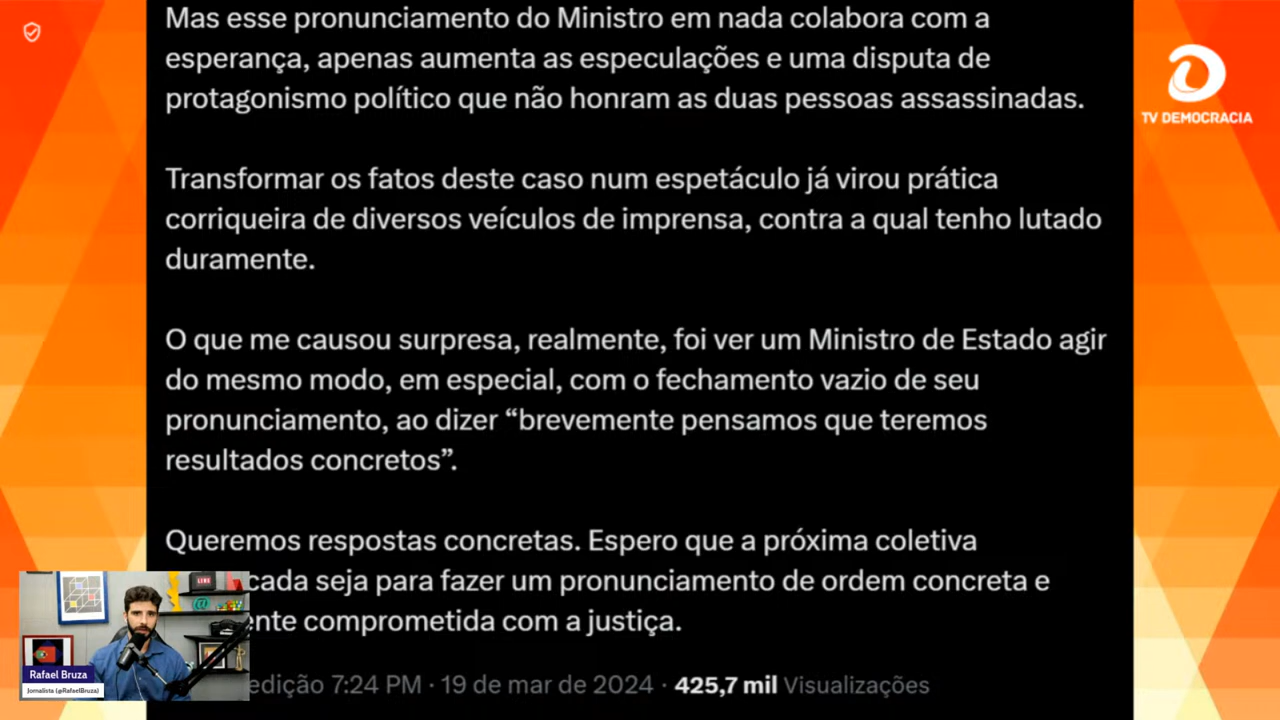 Mas esse pronunciamento do Ministro em nada colabora com a
esperança, apenas aumenta as especulações e uma disputa de
protagonismo político que não honram as duas pessoas assassinadas.
Transformar os fatos deste caso num espetáculo já virou prática
corriqueira de diversos veículos de imprensa, contra a qual tenho lutado
duramente.
O que me causou surpresa, realmente, foi ver um Ministro de Estado agir
do mesmo modo, em especial, com o fechamento vazio de seu
pronunciamento, ao dizer “brevemente pensamos que teremos
resultados concretos”.
Queremos respostas concretas. Espero que a próxima coletiva
cada seja para fazer um pronunciamento de ordem concreta e
ente comprometida com a justiça.
edição 7:24 PM · 19 de mar de 2024 · 425,7 mil Visualizações
TV DEMOCRACIA
LIVE
@
Rafael Bruza
Jornalista (@RafaelBruza)